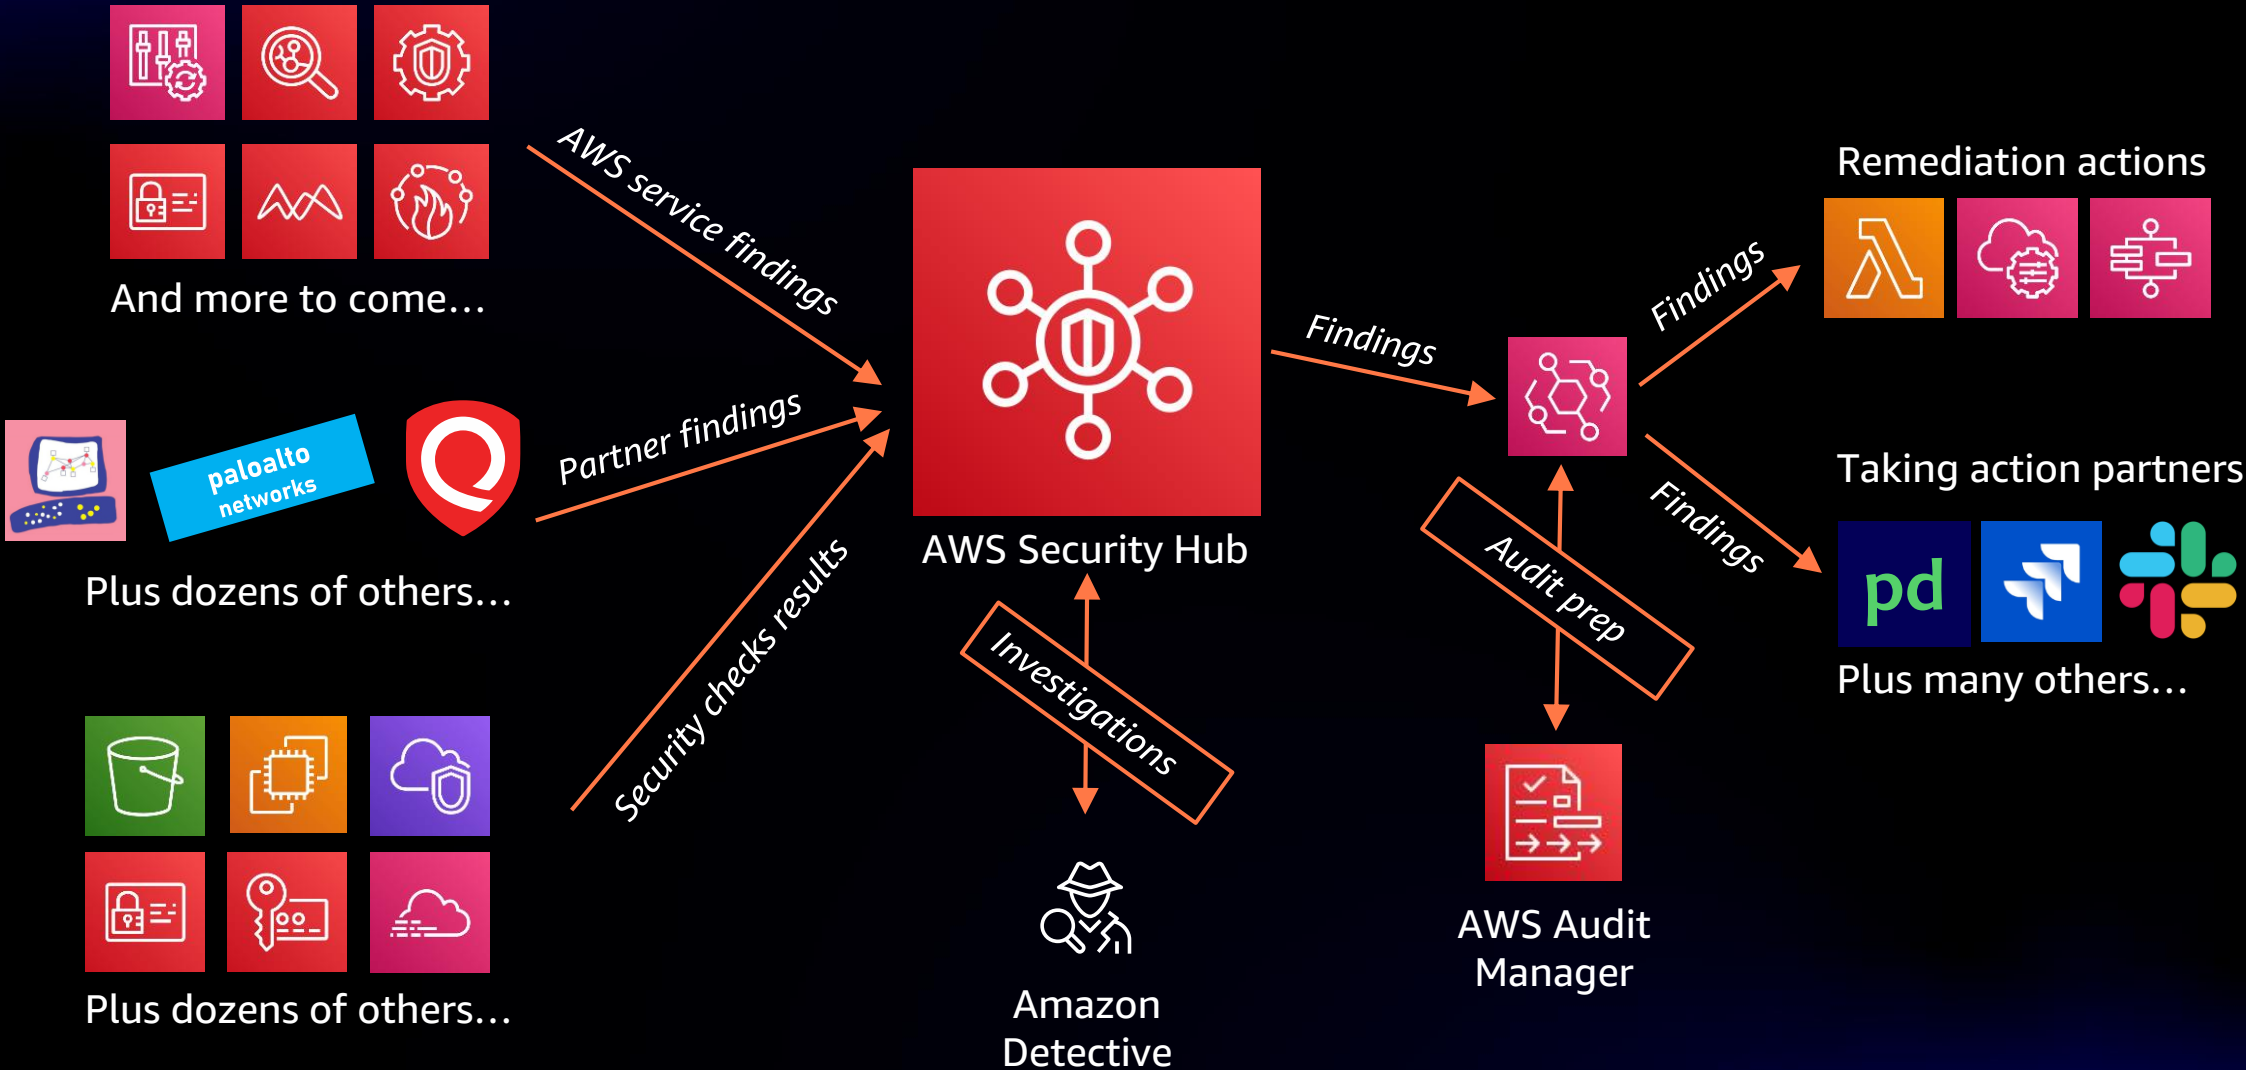 And more to come...
AWS service findings
paloalto
networks
Partner findings
Plus dozens of others...
Security checks results
Plus dozens of others...
AWS Security Hub
Investigations
Amazon
Detective
Findings
Audit prep
AWS Audit
Manager
Findings
Remediation actions
Findings
Taking action partners
pd
Plus many others...